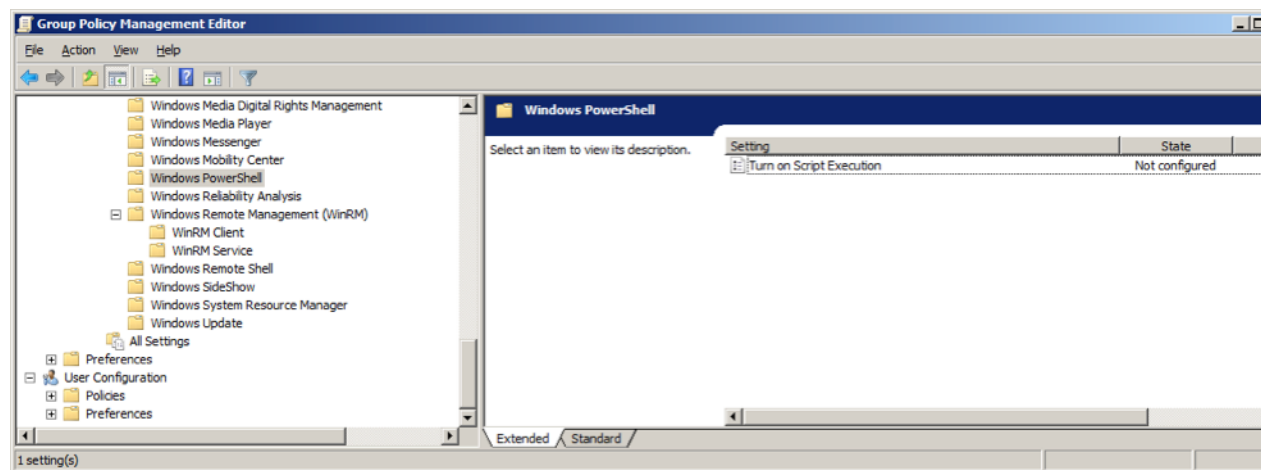 Group Policy Management Editor
File Action View Help
Windows Media Digital Rights Management
Windows Media Player
Windows Messenger
Windows Mobility Center
Windows PowerShell
Windows Reliability Analysis
Windows Remote Management (WinRM)
WinRM Client
WinRM Service
Windows Remote Shell
Windows SideShow
Windows System Resource Manager
Windows Update
All Settings
Preferences
User Configuration
Policies
Preferences
Windows PowerShell
Select an item to view its description.
Setting State
Turn on Script Execution Not configured
Extended Standard
1 setting(s)